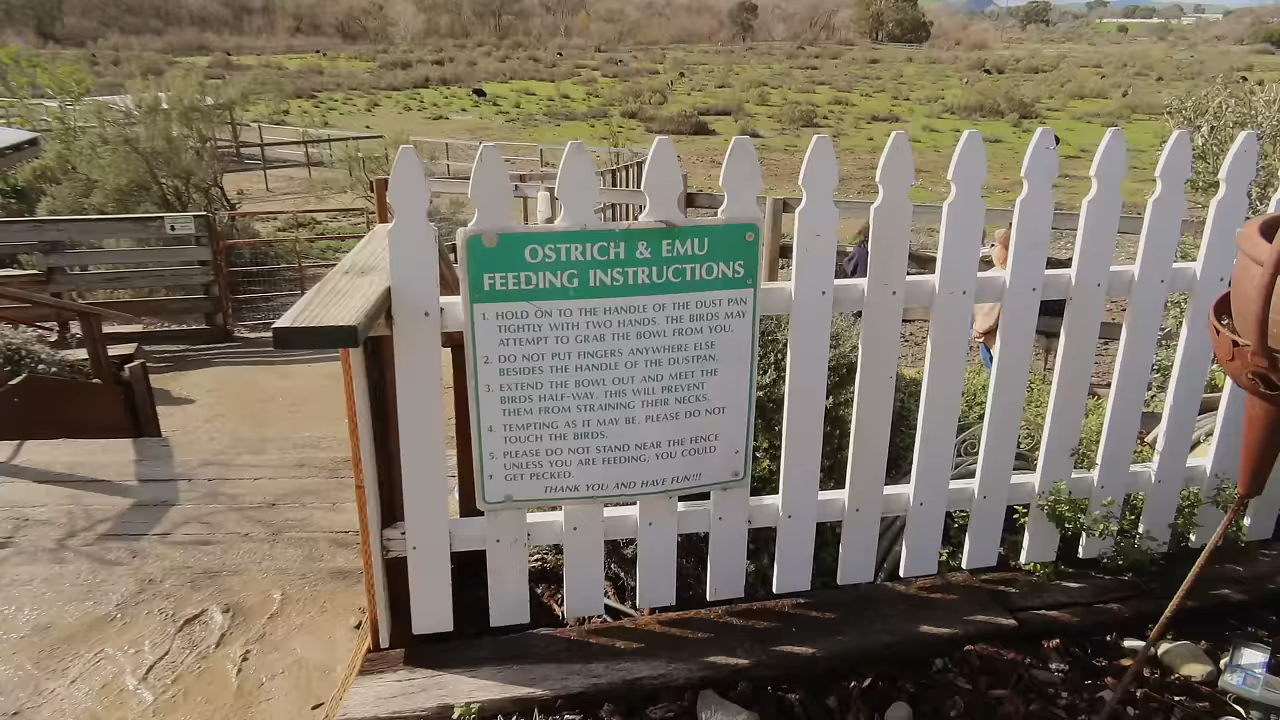 OSTRICH & EMU
FEEDING INSTRUCTIONS
1. HOLD ON TO THE HANDLE OF THE DUST PAN
TIGHTLY WITH TWO HANDS. THE BIRDS MAY
ATTEMPT TO GRAB THE BOWL FROM YOU.
2. DO NOT PUT FINGERS ANYWHERE ELSE
BESIDES THE HANDLE OF THE DUSTPAN.
3. EXTEND THE BOWL OUT AND MEET THE
BIRDS HALF-WAY. THIS WILL PREVENT
THEM FROM STRAINING THEIR NECKS.
4. TEMPTING AS IT MAY BE, PLEASE DO NOT
TOUCH THE BIRDS.
5. PLEASE DO NOT STAND NEAR THE FENCE
UNLESS YOU ARE FEEDING; YOU COULD
GET PECKED.
THANK YOU AND HAVE FUN!!!